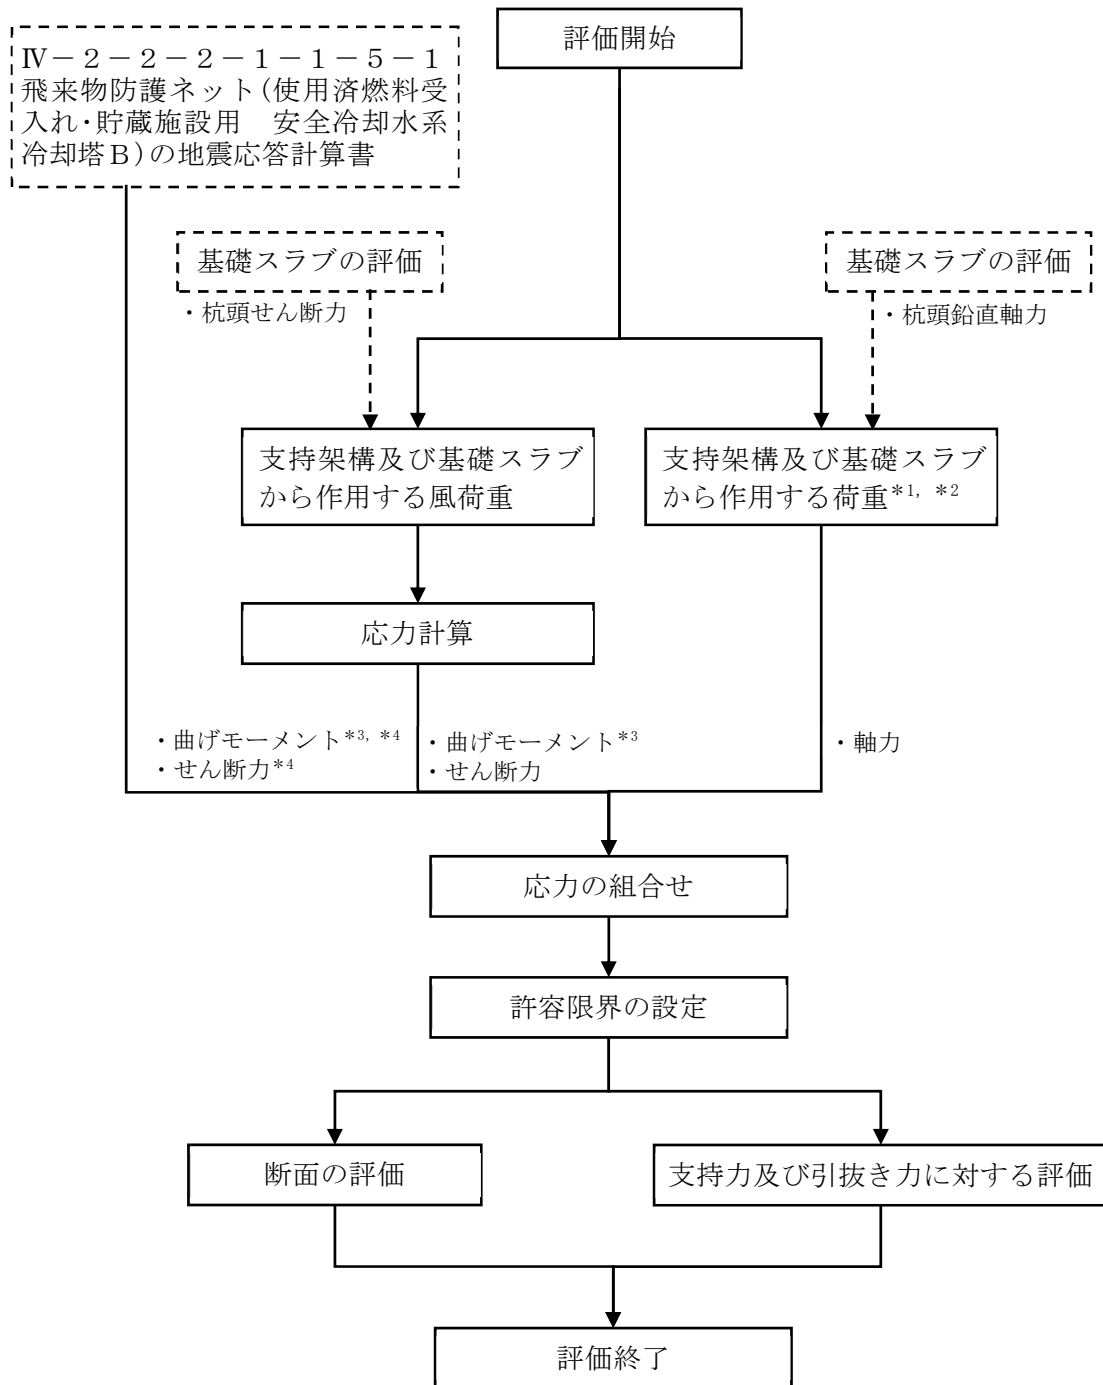 評価開始
Ⅳ－２－２－２－１－１－５－１
飛来物防護ネット(使用済燃料受
入れ・貯蔵施設用　安全冷却水系
冷却塔Ｂ)の地震応答計算書
基礎スラブの評価
・杭頭せん断力
基礎スラブの評価
・杭頭鉛直軸力
支持架構及び基礎スラブ
から作用する風荷重
支持架構及び基礎スラブ
から作用する荷重*1, *2
応力計算
・曲げモーメント*3, *4
・せん断力*4
・曲げモーメント*3
・せん断力
・軸力
応力の組合せ
許容限界の設定
断面の評価
支持力及び引抜き力に対する評価
評価終了